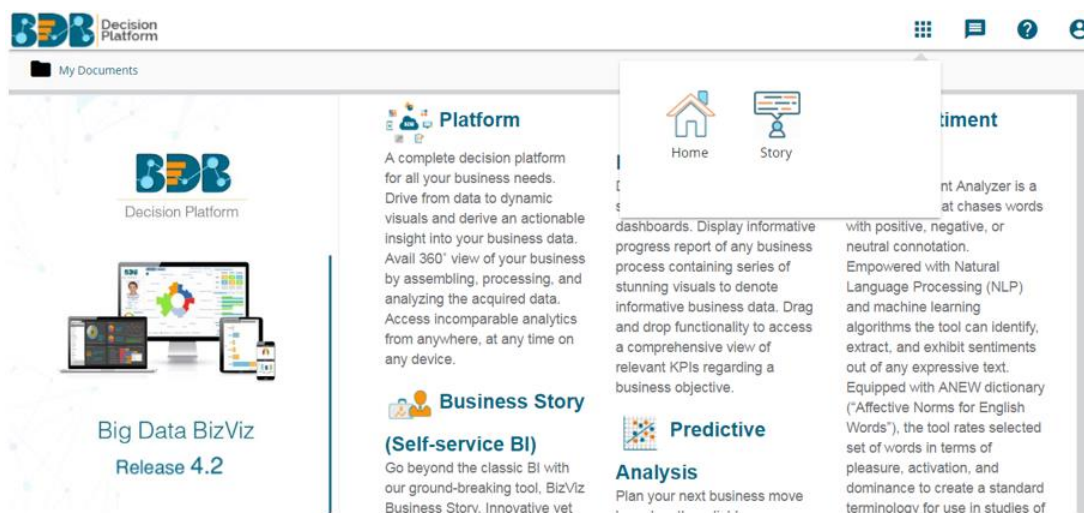 BDB Decision
Platform
My Documents
Home Story
BDB
Decision Platform
Big Data BizViz
Release 4.2
Platform
A complete decision platform
for all your business needs.
Drive from data to dynamic
visuals and derive an actionable
insight into your business data.
Avail 360° view of your business
by assembling, processing, and
analyzing the acquired data.
Access incomparable analytics
from anywhere, at any time on
any device.
Business Story
(Self-service BI)
Go beyond the classic BI with
our ground-breaking tool, BizViz
Business Story. Innovative yet
dashboards. Display informative
progress report of any business
process containing series of
stunning visuals to denote
informative business data. Drag
and drop functionality to access
a comprehensive view of
relevant KPIs regarding a
business objective.
Predictive
Analysis
Plan your next business move
timent
nt Analyzer is a
at chases words
with positive, negative, or
neutral connotation.
Empowered with Natural
Language Processing (NLP)
and machine learning
algorithms the tool can identify,
extract, and exhibit sentiments
out of any expressive text.
Equipped with ANEW dictionary
("Affective Norms for English
Words"), the tool rates selected
set of words in terms of
pleasure, activation, and
dominance to create a standard
terminology for use in studies of